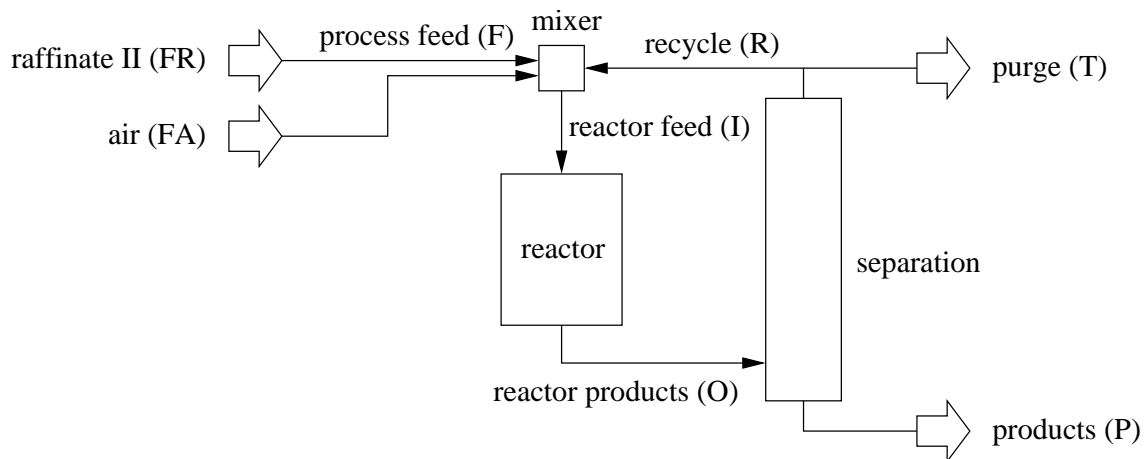 mixer
raffinate II (FR)
process feed (F)
recycle (R)
purge (T)
air (FA)
reactor feed (I)
reactor
separation
reactor products (O)
products (P)